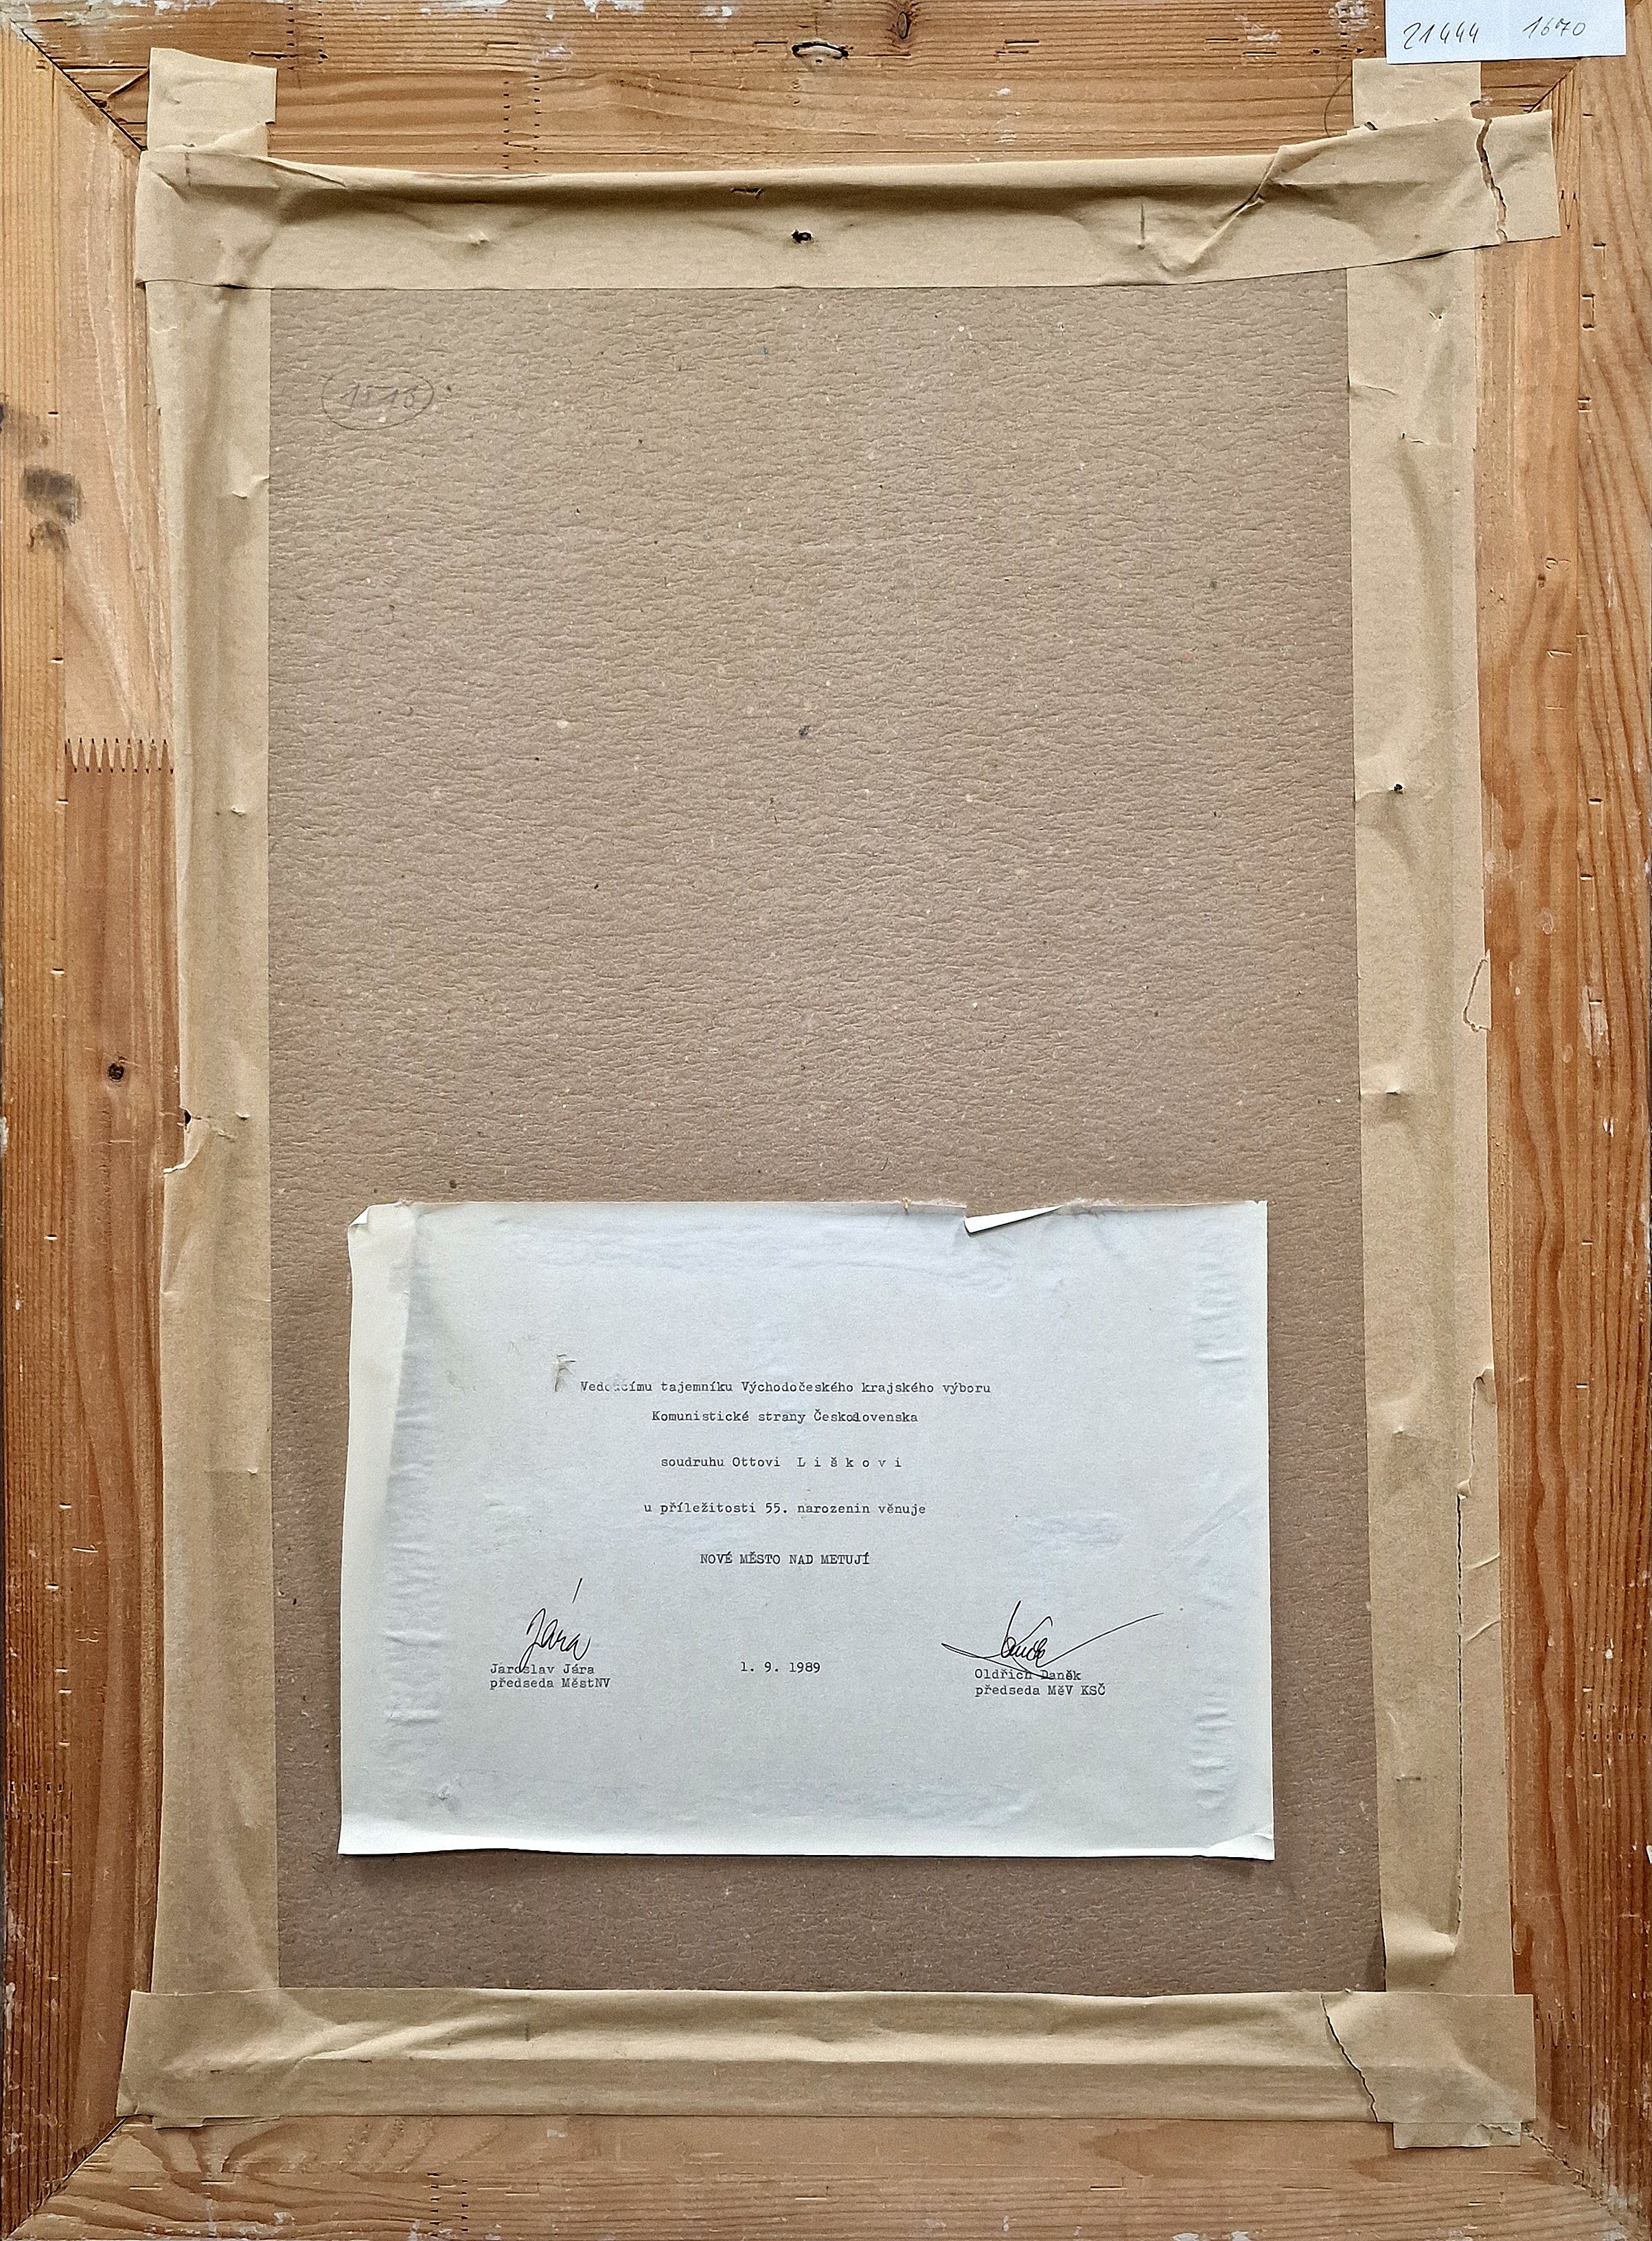 21444 1670
Vedoucímu tajemníku Východočeského krajského výboru
Komunistické strany Československa
soudruhu Ottovi L i š k o v i
u příležitosti 55. narozenin věnuje
NOVÉ MĚSTO NAD METUJÍ
Jára
Jaroslav Jára
předseda MěstNV
1. 9. 1989
Oldřich Daněk
předseda MěV KSČ